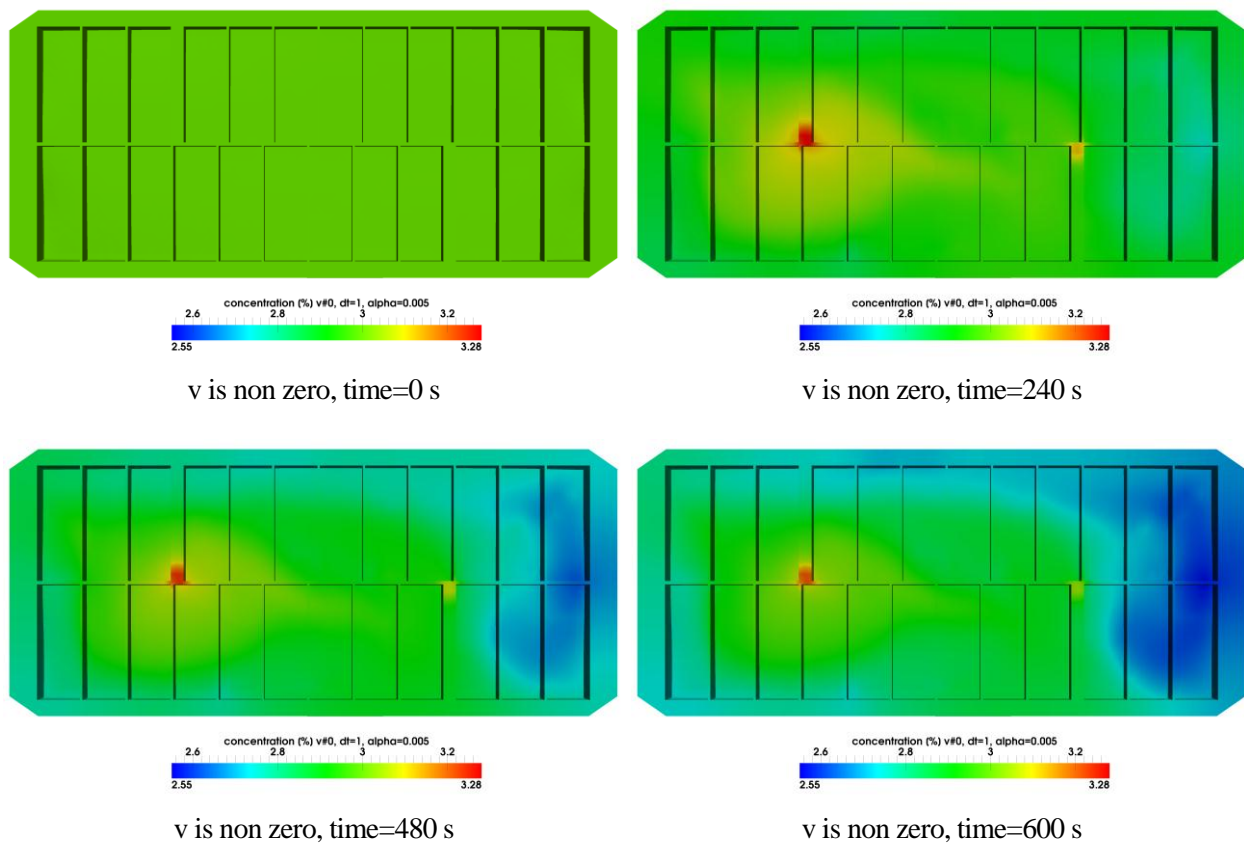 concentration (%) v#0, dt=1, alpha=0.005
2.6 2.8 3 3.2
2.55 3.28
v is non zero, time=0 s
concentration (%) v#0, dt=1, alpha=0.005
2.6 2.8 3 3.2
2.55 3.28
v is non zero, time=240 s
concentration (%) v#0, dt=1, alpha=0.005
2.6 2.8 3 3.2
2.55 3.28
v is non zero, time=480 s
concentration (%) v#0, dt=1, alpha=0.005
2.6 2.8 3 3.2
2.55 3.28
v is non zero, time=600 s